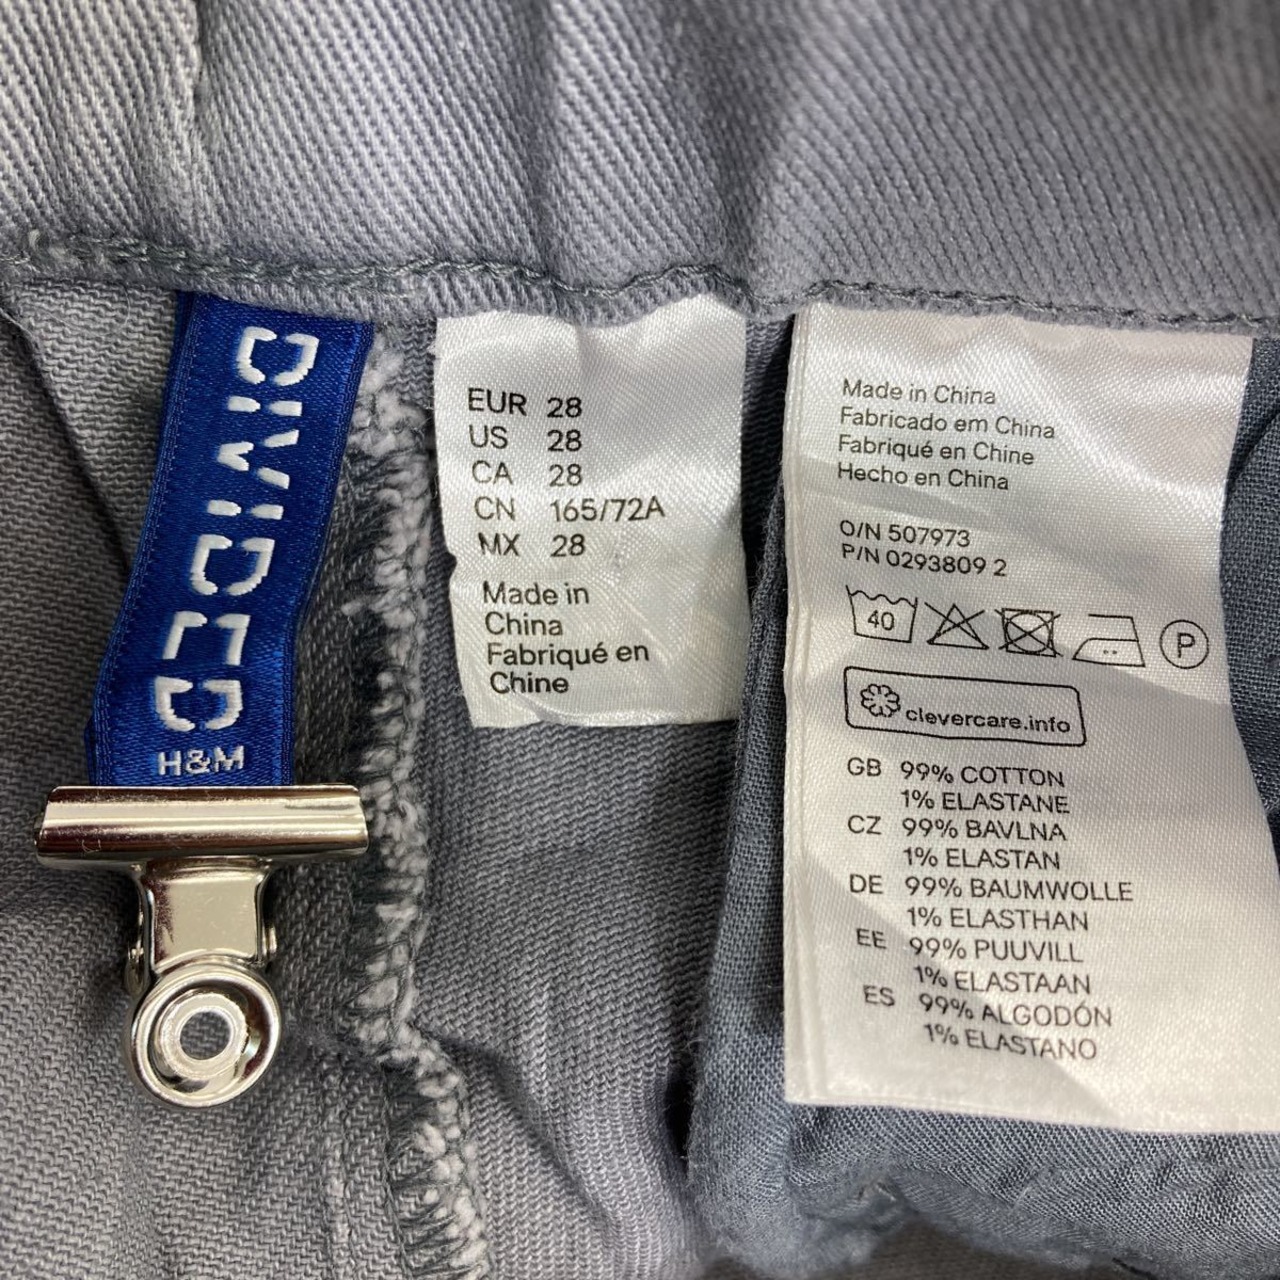 DIVIDED
H&M
EUR 28
US 28
CA 28
CN 165/72A
MX 28
Made in
China
Fabriqué en
Chine
Made in China
Fabricado em China
Fabriqué en Chine
Hecho en China
O/N 507973
P/N 0293809 2
40
P
clevercare.info
GB 99% COTTON
1% ELASTANE
CZ 99% BAVLNA
1% ELASTAN
DE 99% BAUMWOLLE
1% ELASTHAN
EE 99% PUUVILL
1% ELASTAAN
ES 99% ALGODÓN
1% ELASTANO